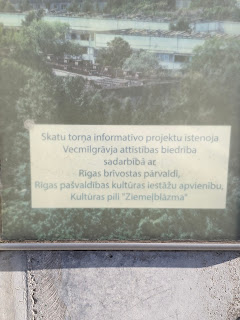 Skatu torņa informatīvo projektu īstenoja
Vecmīlgrāvja attīstības biedrība
sadarbībā ar
Rīgas brīvostas pārvaldi,
Rīgas pašvaldības kultūras iestāžu apvienību,
Kultūras pili "Ziemeļblāzma"